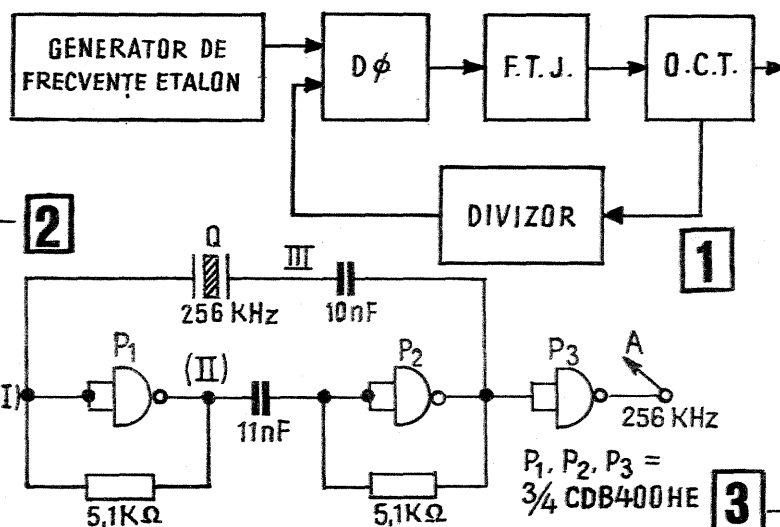 GENERATOR DE
FRECVENȚE ETALON
Dϕ
F.T.J.
O.C.T.
DIVIZOR
2
1
Q
III
256 KHz
10nF
P1
(II)
P2
P3
A
I)
11nF
256 KHz
5,1KΩ
5,1KΩ
P1, P2, P3 =
3/4 CDB400HE
3